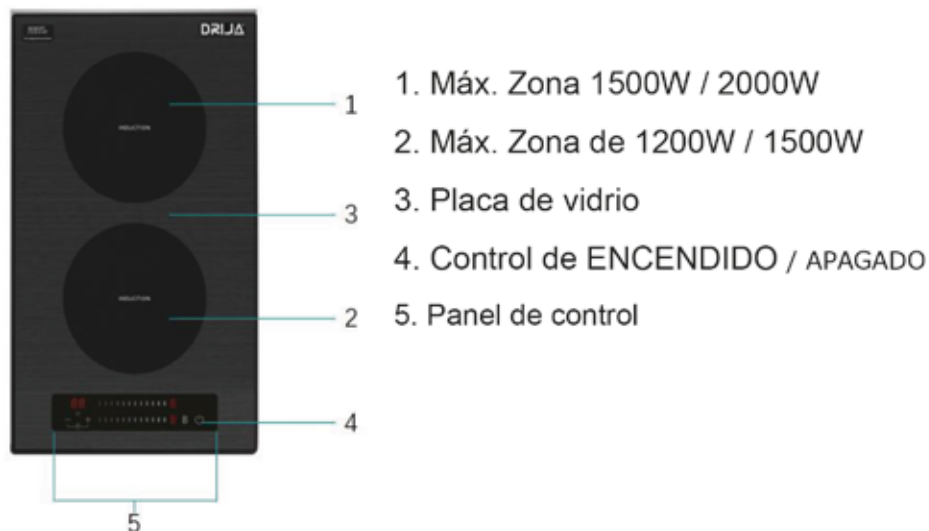 DRIJA
INDUCTION
1
1. Máx. Zona 1500W / 2000W
2. Máx. Zona de 1200W / 1500W
3
3. Placa de vidrio
4. Control de ENCENDIDO / APAGADO
INDUCTION
2
5. Panel de control
4
5